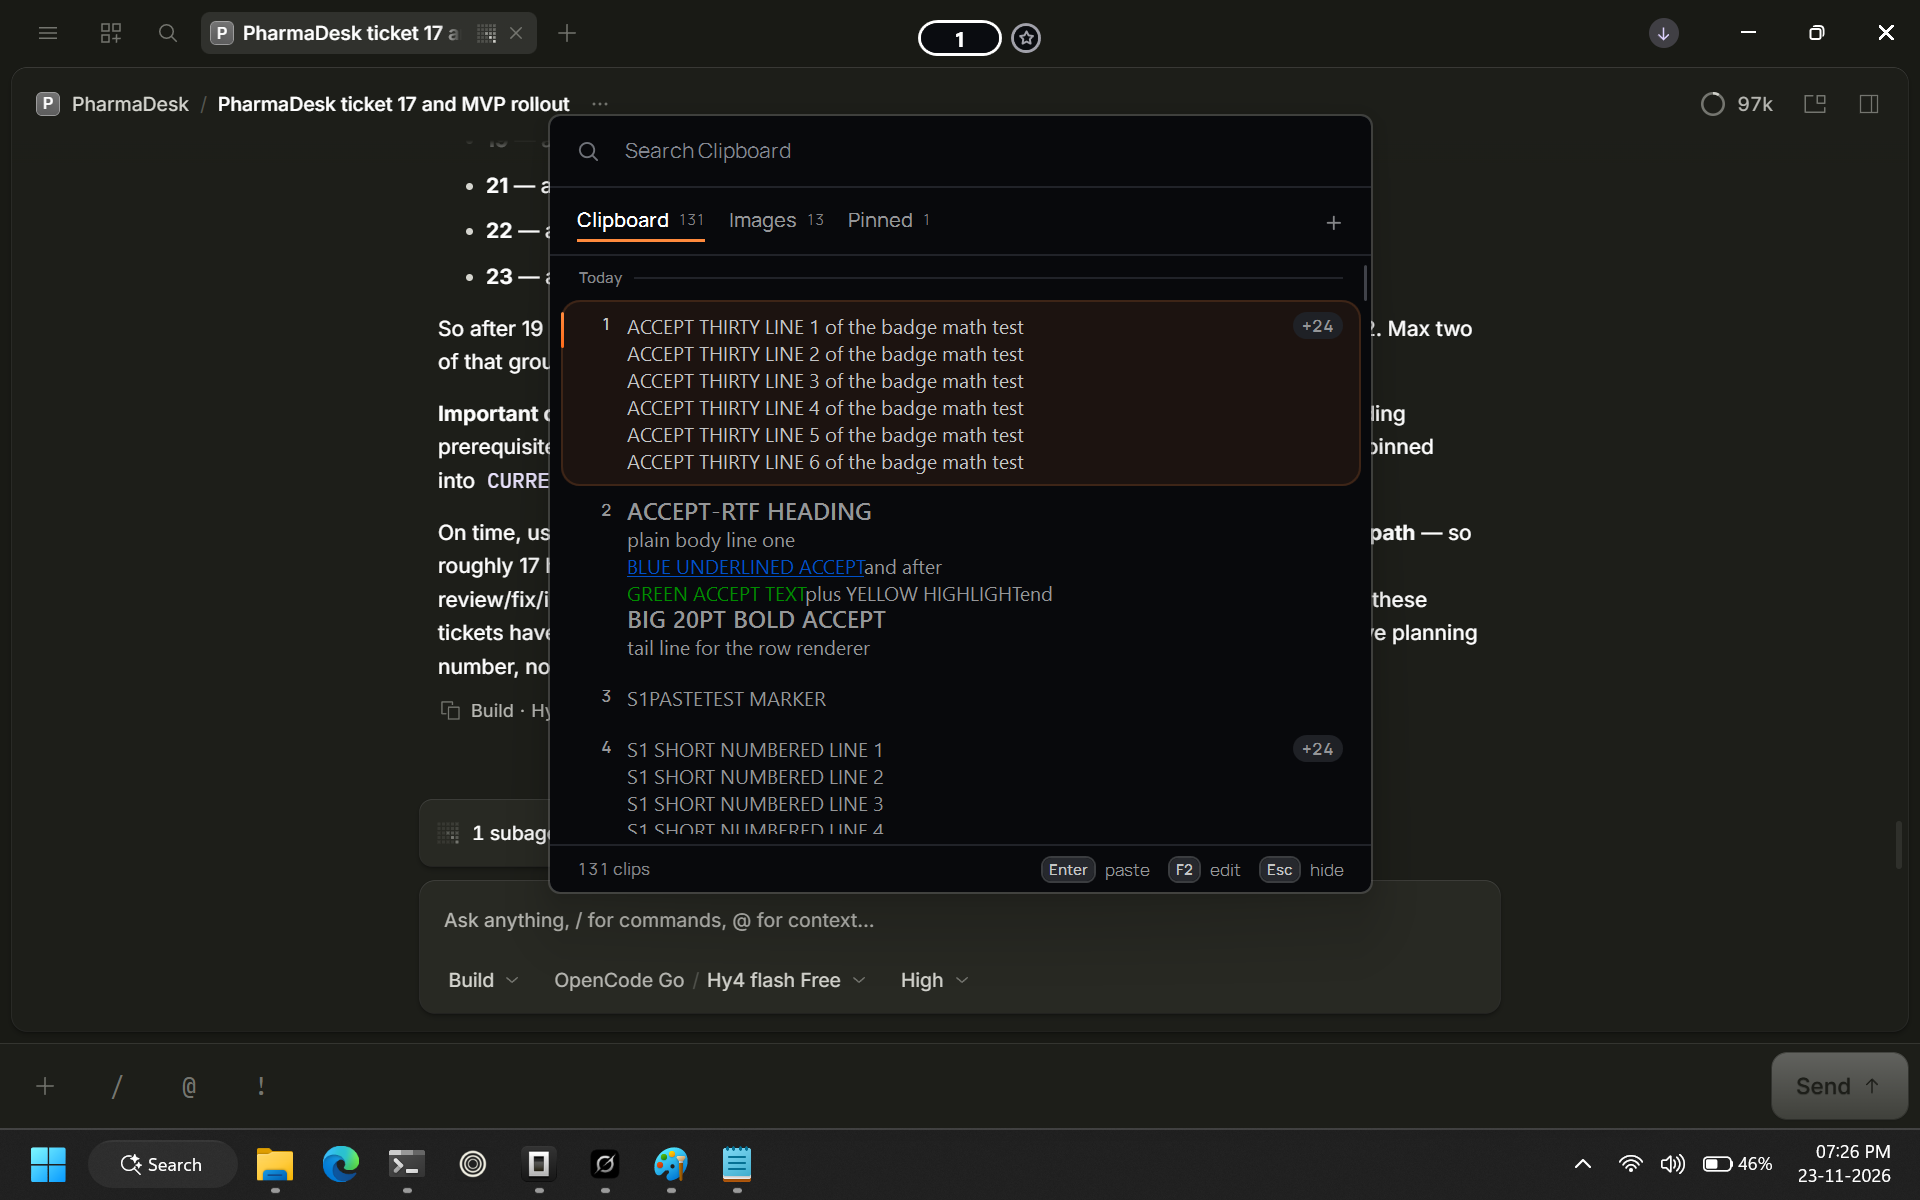 P PharmaDesk ticket 17 a
1
P PharmaDesk / PharmaDesk ticket 17 and MVP rollout ...
97k
21 — a
22 — a
23 — a
So after 19
2. Max two
of that grou
Important
ding
prerequisite
pinned
into CURRE
On time, us
path — so
roughly 17
review/fix/i
these
tickets have
ve planning
number, no
Build · Hy
1 subage
Search Clipboard
Clipboard 131 Images 13 Pinned 1 +
Today
1 ACCEPT THIRTY LINE 1 of the badge math test +24
ACCEPT THIRTY LINE 2 of the badge math test
ACCEPT THIRTY LINE 3 of the badge math test
ACCEPT THIRTY LINE 4 of the badge math test
ACCEPT THIRTY LINE 5 of the badge math test
ACCEPT THIRTY LINE 6 of the badge math test
2 ACCEPT-RTF HEADING
plain body line one
BLUE UNDERLINED ACCEPTand after
GREEN ACCEPT TEXTplus YELLOW HIGHLIGHTend
BIG 20PT BOLD ACCEPT
tail line for the row renderer
3 S1PASTETEST MARKER
4 S1 SHORT NUMBERED LINE 1 +24
S1 SHORT NUMBERED LINE 2
S1 SHORT NUMBERED LINE 3
S1 SHORT NUMBERED LINE 4
131 clips Enter paste F2 edit Esc hide
Ask anything, / for commands, @ for context...
Build OpenCode Go / Hy4 flash Free High
+ / @ ! Send ↑
Search
46%
07:26 PM
23-11-2026